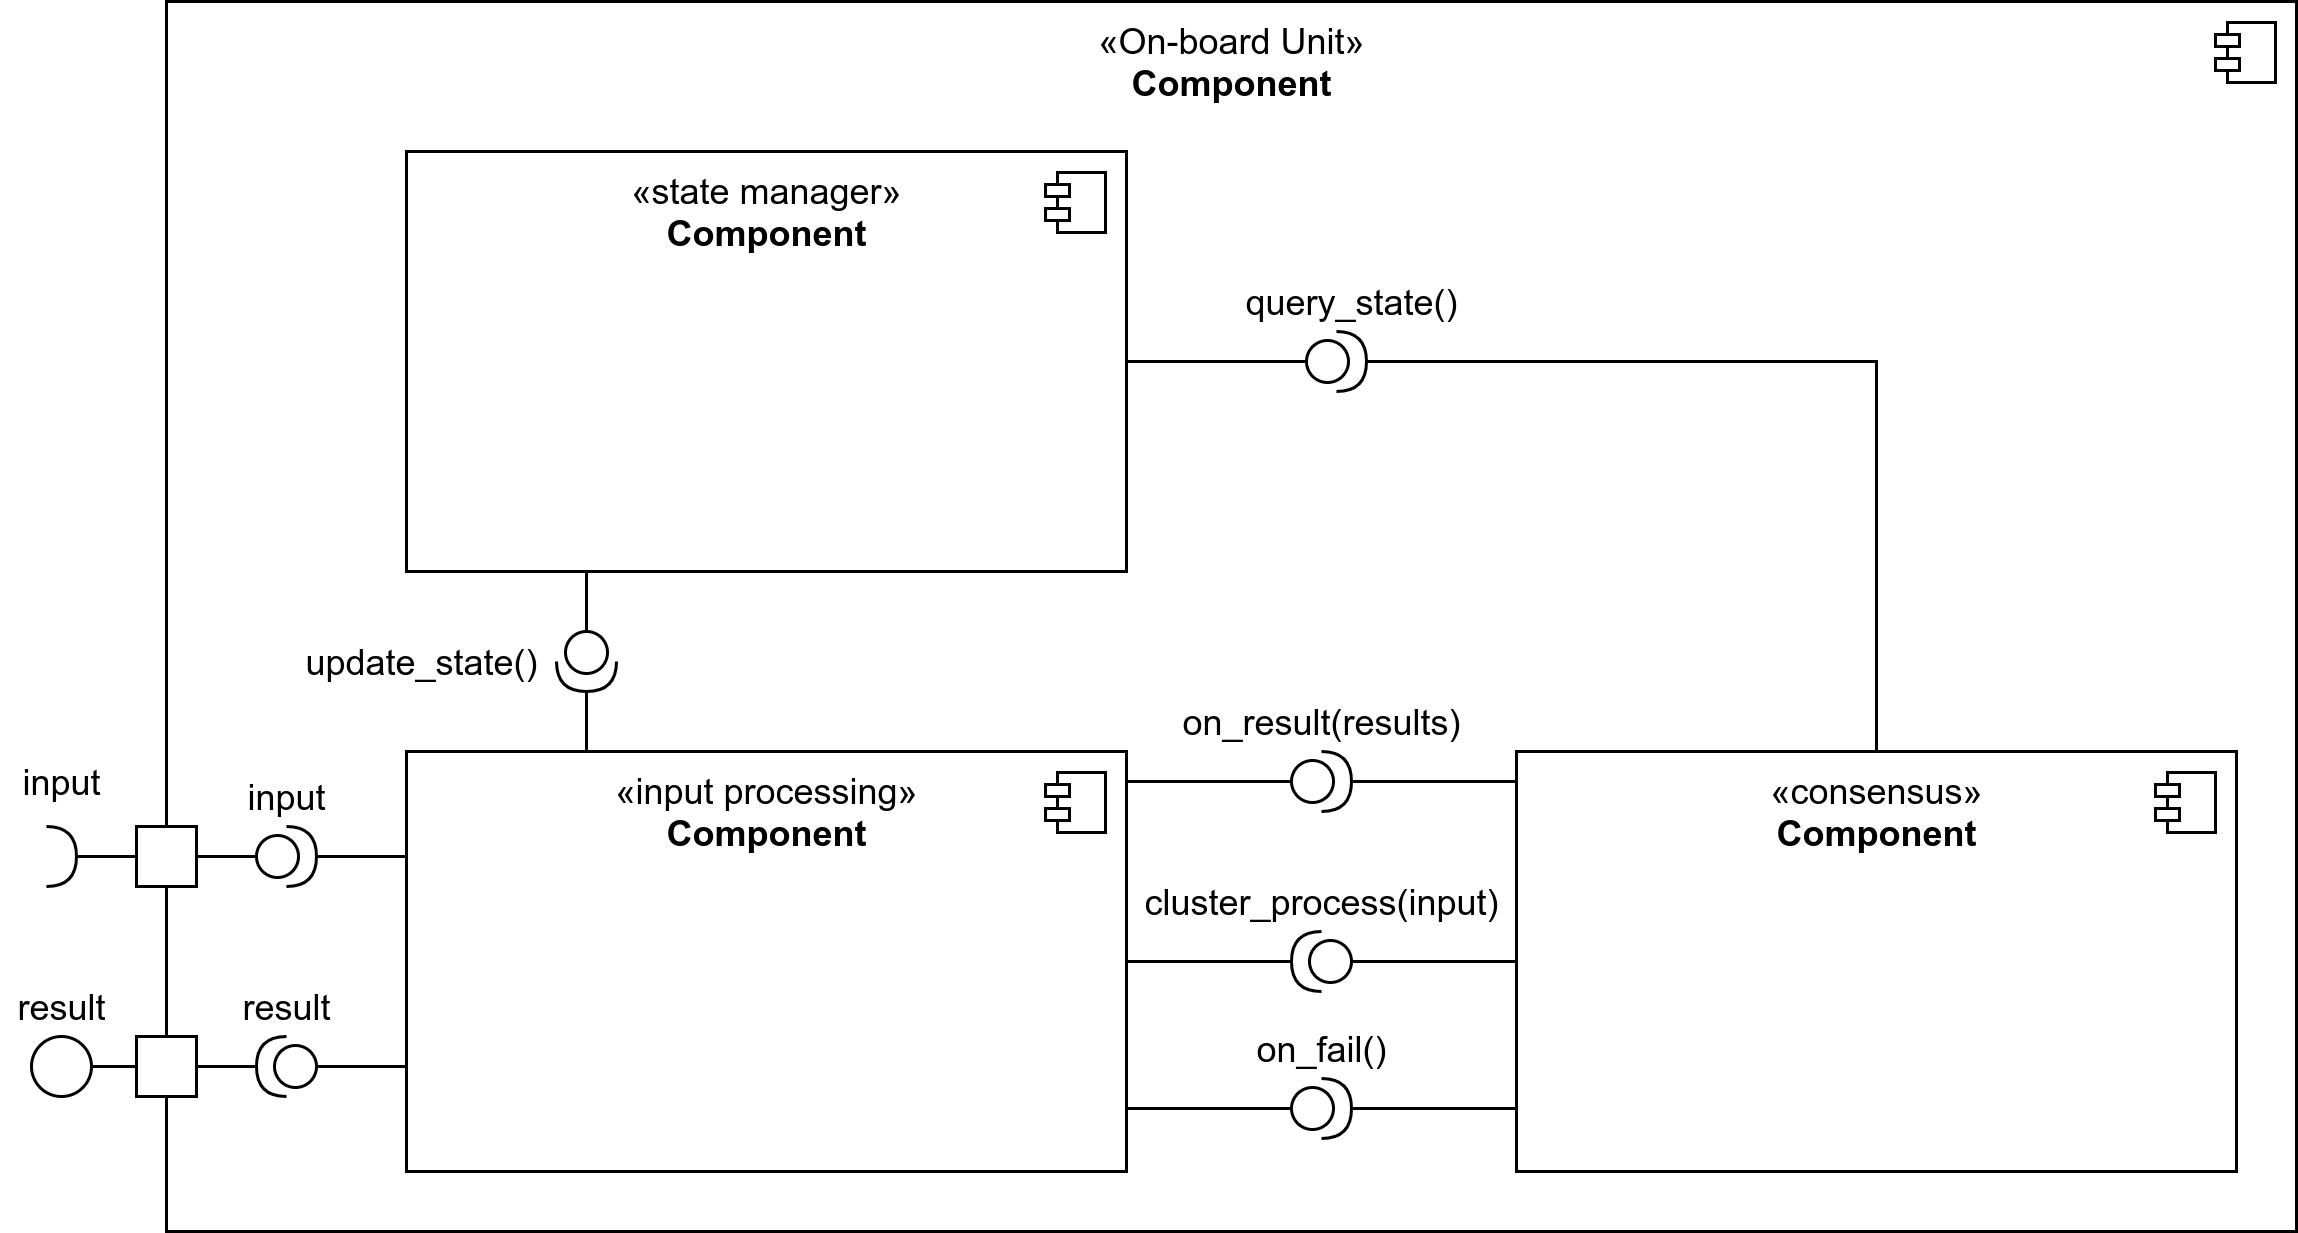 «On-board Unit»
Component
«state manager»
Component
query_state()
update_state()
on_result(results)
input
input
«input processing»
Component
«consensus»
Component
cluster_process(input)
result
result
on_fail()